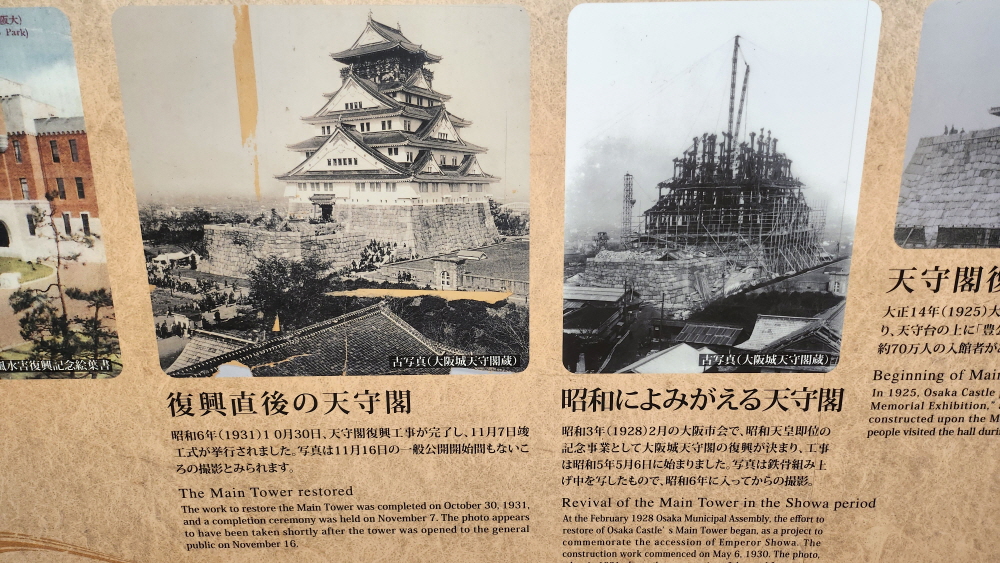 阪大)
Park)
風水害復興記念絵葉書
古写真(大阪城天守閣蔵)
復興直後の天守閣
昭和6年(1931)10月30日、天守閣復興工事が完了し、11月7日竣
工式が挙行されました。写真は11月16日の一般公開開始間もないこ
ろの撮影とみられます。
The Main Tower restored
The work to restore the Main Tower was completed on October 30, 1931,
and a completion ceremony was held on November 7. The photo appears
to have been taken shortly after the tower was opened to the general
public on November 16.
古写真(大阪城天守閣蔵)
昭和によみがえる天守閣
昭和3年(1928)2月の大阪市会で、昭和天皇即位の
記念事業として大阪城天守閣の復興が決まり、工事
は昭和5年5月6日に始まりました。写真は鉄骨組み上
げ中を写したもので、昭和6年に入ってからの撮影。
Revival of the Main Tower in the Showa period
At the February 1928 Osaka Municipal Assembly, the effort to
restore of Osaka Castle's Main Tower began, as a project to
commemorate the accession of Emperor Showa. The
construction work commenced on May 6, 1930. The photo,
天守閣復
大正14年(1925)大
り、天守台の上に「豊
約70万人の入館者が
Beginning of Main
In 1925, Osaka Castle
Memorial Exhibition,"
constructed upon the M
people visited the hall durin